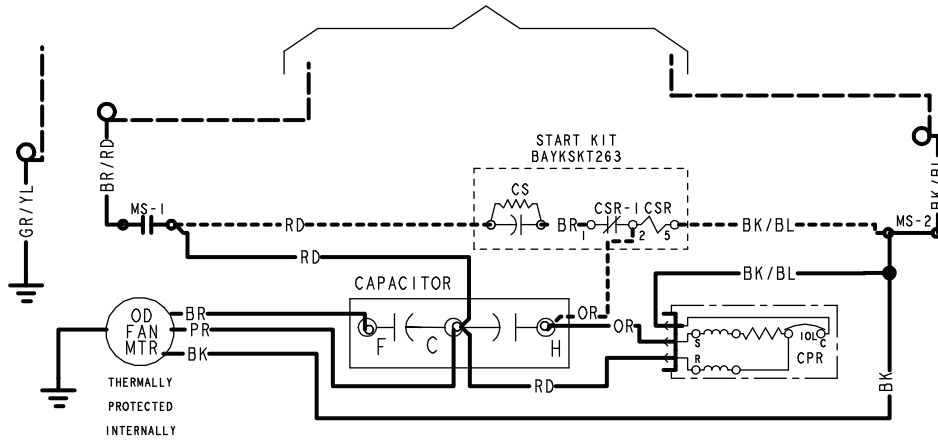 START KIT
BAYKSKT263
BR/RD
GR/YL
BK/BL
CS
MS-1
RD
BR
CSR-1
CSR
1
2
5
BK/BL
MS-2
RD
BK/BL
CAPACITOR
OD
FAN
MTR
BR
PR
BK
F
C
H
OR
OR
S
R
IOL
C
CPR
RD
BK
THERMALLY
PROTECTED
INTERNALLY